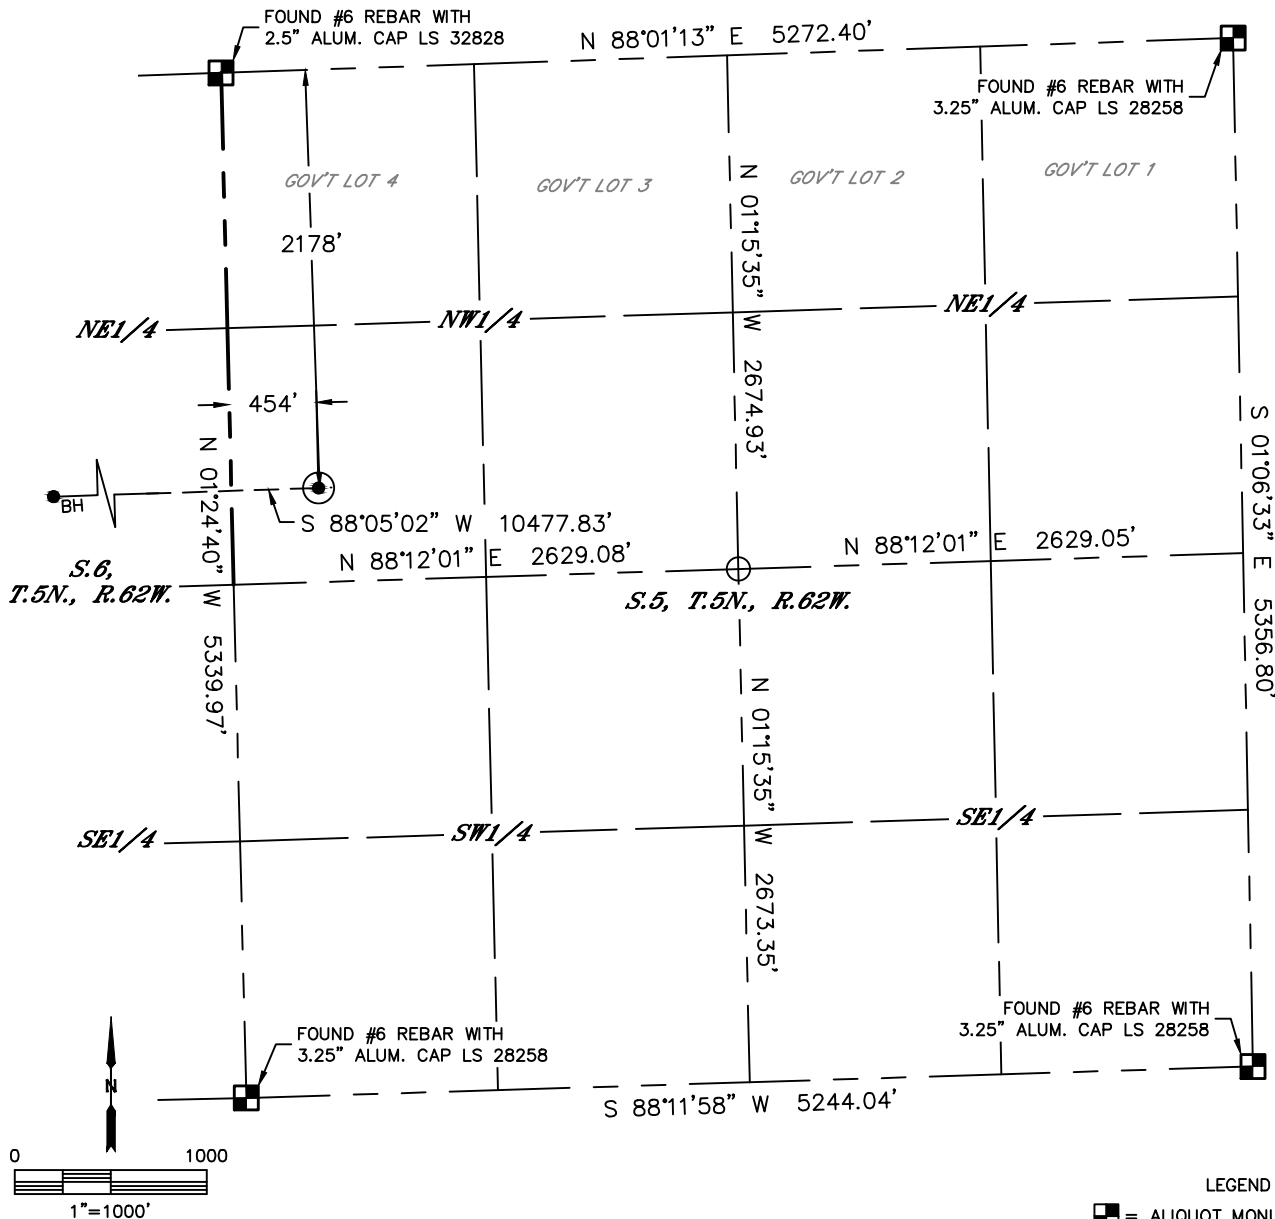 FOUND #6 REBAR WITH
2.5" ALUM. CAP LS 32828
N 88°01'13" E 5272.40'
FOUND #6 REBAR WITH
3.25" ALUM. CAP LS 28258
GOV'T LOT 4
GOV'T LOT 3
GOV'T LOT 2
GOV'T LOT 1
N 01°15'35" W 2674.93'
2178'
NE1/4
NW1/4
NE1/4
454'
N 01°24'40" W 5339.97'
S 01°06'33" E 5356.80'
BH
S 88°05'02" W 10477.83'
N 88°12'01" E 2629.08'
N 88°12'01" E 2629.05'
S.6,
T.5N., R.62W.
S.5, T.5N., R.62W.
N 01°15'35" W 2673.35'
SE1/4
SW1/4
SE1/4
FOUND #6 REBAR WITH
3.25" ALUM. CAP LS 28258
FOUND #6 REBAR WITH
3.25" ALUM. CAP LS 28258
N
S 88°11'58" W 5244.04'
0 1000
1"=1000'
LEGEND
= ALIQUOT